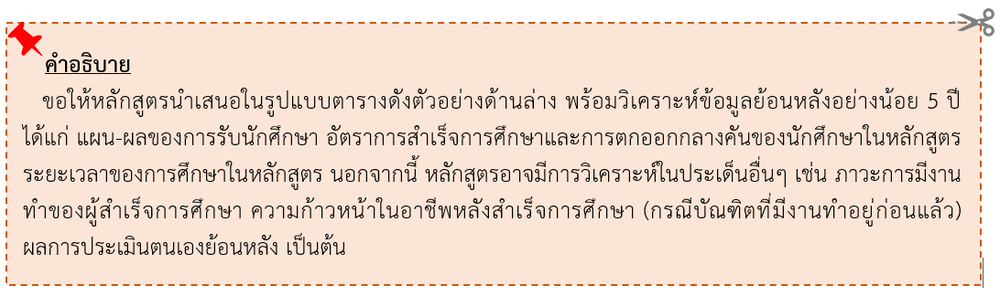 คำอธิบาย
ขอให้หลักสูตรนำเสนอในรูปแบบตารางดังตัวอย่างด้านล่าง พร้อมวิเคราะห์ข้อมูลย้อนหลังอย่างน้อย 5 ปี
ได้แก่ แผน-ผลของการรับนักศึกษา อัตราการสำเร็จการศึกษาและการตกออกกลางคันของนักศึกษาในหลักสูตร
ระยะเวลาของการศึกษาในหลักสูตร นอกจากนี้ หลักสูตรอาจมีการวิเคราะห์ในประเด็นอื่นๆ เช่น ภาวะการมีงาน
ทำของผู้สำเร็จการศึกษา ความก้าวหน้าในอาชีพหลังสำเร็จการศึกษา (กรณีบัณฑิตที่มีงานทำอยู่ก่อนแล้ว)
ผลการประเมินตนเองย้อนหลัง เป็นต้น